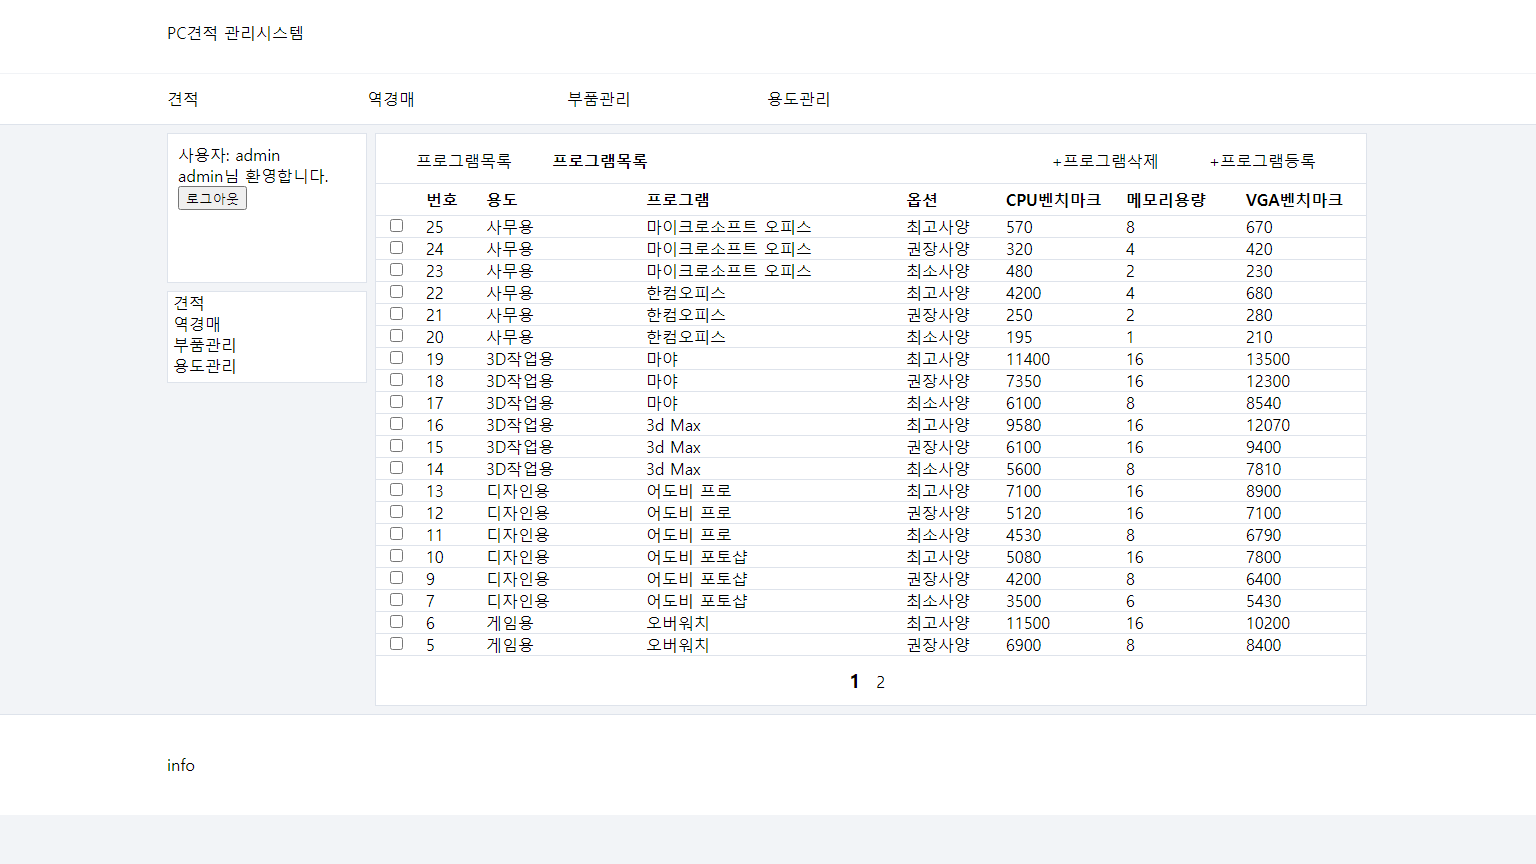 PC견적 관리시스템
견적 역경매 부품관리 용도관리
사용자: admin
admin님 환영합니다.
로그아웃
견적
역경매
부품관리
용도관리
프로그램목록 프로그램목록 +프로그램삭제 +프로그램등록
번호 용도 프로그램 옵션 CPU벤치마크 메모리용량 VGA벤치마크
25 사무용 마이크로소프트 오피스 최고사양 570 8 670
24 사무용 마이크로소프트 오피스 권장사양 320 4 420
23 사무용 마이크로소프트 오피스 최소사양 480 2 230
22 사무용 한컴오피스 최고사양 4200 4 680
21 사무용 한컴오피스 권장사양 250 2 280
20 사무용 한컴오피스 최소사양 195 1 210
19 3D작업용 마야 최고사양 11400 16 13500
18 3D작업용 마야 권장사양 7350 16 12300
17 3D작업용 마야 최소사양 6100 8 8540
16 3D작업용 3d Max 최고사양 9580 16 12070
15 3D작업용 3d Max 권장사양 6100 16 9400
14 3D작업용 3d Max 최소사양 5600 8 7810
13 디자인용 어도비 프로 최고사양 7100 16 8900
12 디자인용 어도비 프로 권장사양 5120 16 7100
11 디자인용 어도비 프로 최소사양 4530 8 6790
10 디자인용 어도비 포토샵 최고사양 5080 16 7800
9 디자인용 어도비 포토샵 권장사양 4200 8 6400
7 디자인용 어도비 포토샵 최소사양 3500 6 5430
6 게임용 오버워치 최고사양 11500 16 10200
5 게임용 오버워치 권장사양 6900 8 8400
1 2
info